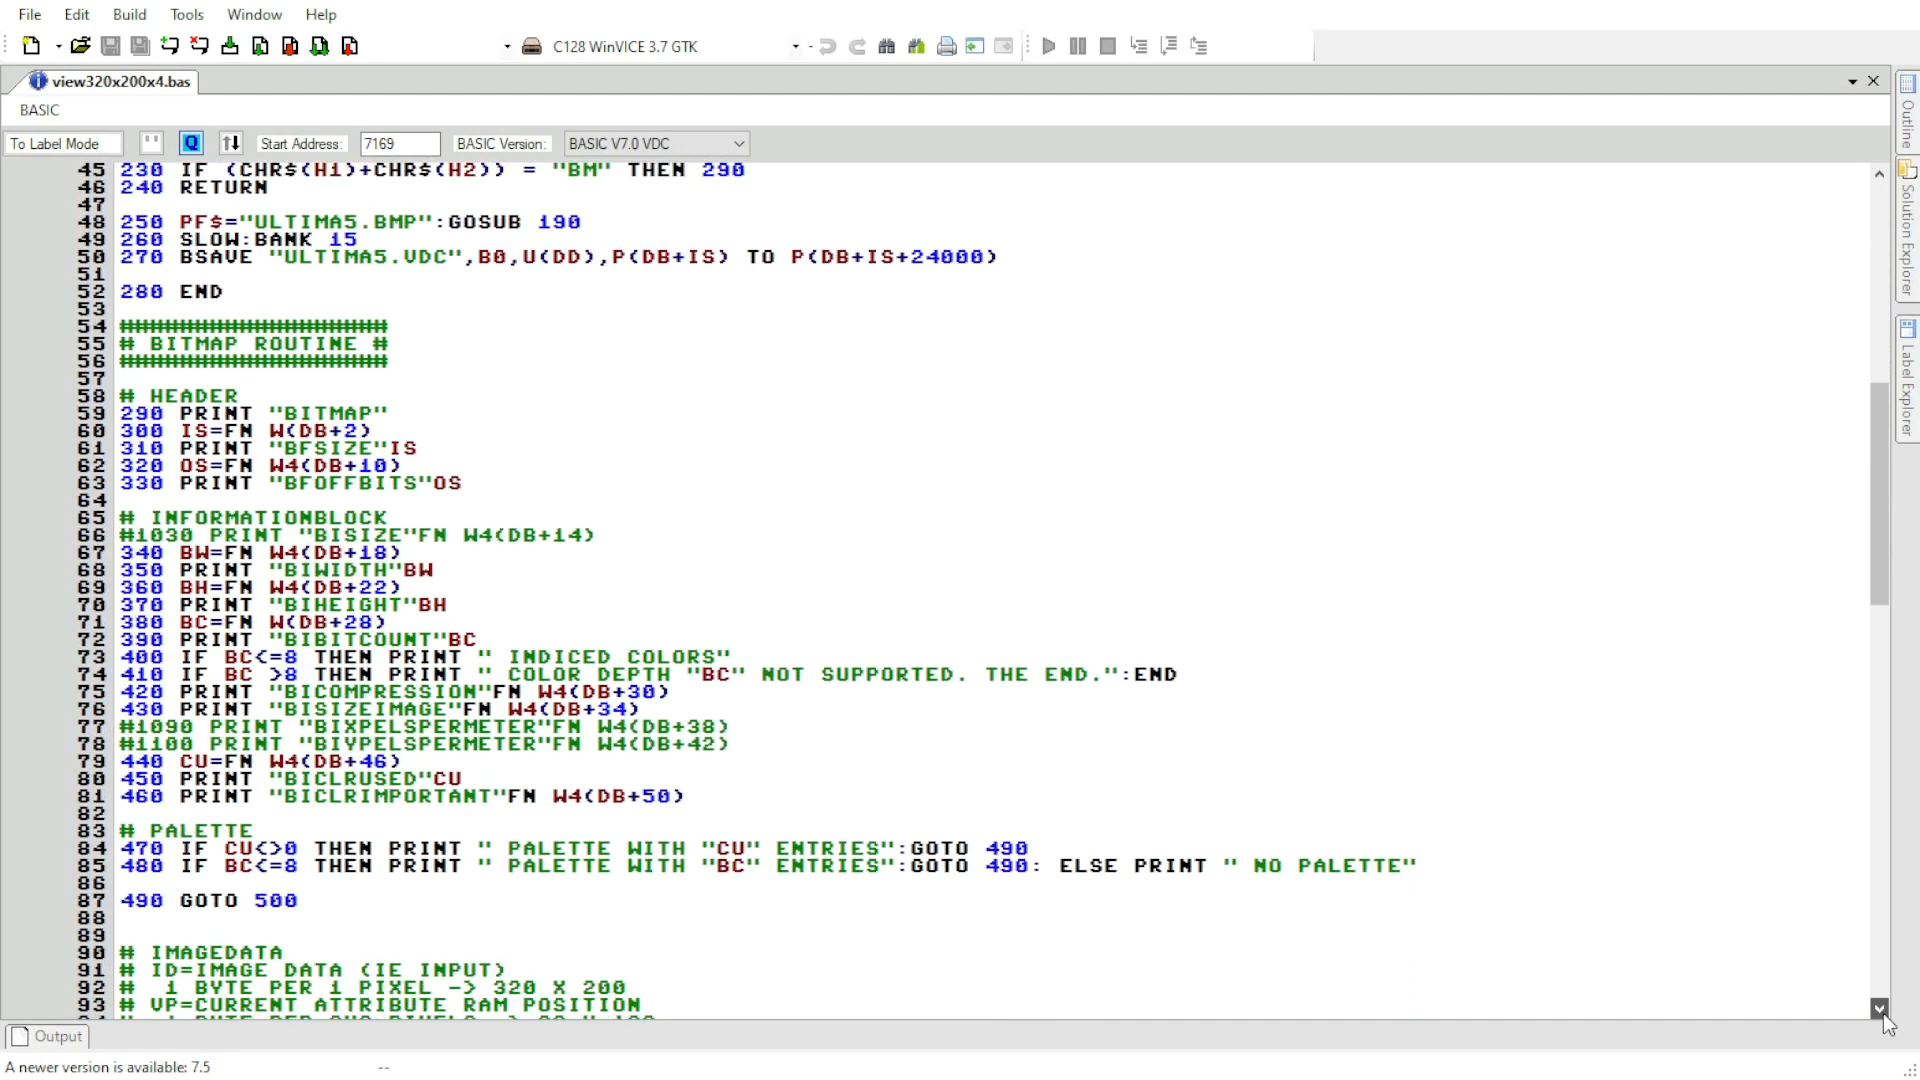 File Edit Build Tools Window Help
C128 WinVICE 3.7 GTK
view320x200x4.bas
BASIC
To Label Mode " Q Start Address: 7169 BASIC Version: BASIC V7.0 VDC
45 230 IF (CHR$(H1)+CHR$(H2)) = "BM" THEN 290
46 240 RETURN
47
48 250 PF$="ULTIMA5.BMP":GOSUB 190
49 260 SLOW:BANK 15
50 270 BSAVE "ULTIMA5.VDC",B0,U(DD),P(DB+IS) TO P(DB+IS+24000)
51
52 280 END
53
54 ###########################
55 # BITMAP ROUTINE #
56 ###########################
57
58 # HEADER
59 290 PRINT "BITMAP"
60 300 IS=FN W(DB+2)
61 310 PRINT "BFSIZE"IS
62 320 OS=FN W4(DB+10)
63 330 PRINT "BFOFFBITS"OS
64
65 # INFORMATIONBLOCK
66 #1030 PRINT "BISIZE"FN W4(DB+14)
67 340 BW=FN W4(DB+18)
68 350 PRINT "BIWIDTH"BW
69 360 BH=FN W4(DB+22)
70 370 PRINT "BIHEIGHT"BH
71 380 BC=FN W(DB+28)
72 390 PRINT "BIBITCOUNT"BC
73 400 IF BC<=8 THEN PRINT " INDICED COLORS"
74 410 IF BC >8 THEN PRINT " COLOR DEPTH "BC" NOT SUPPORTED. THE END.":END
75 420 PRINT "BICOMPRESSION"FN W4(DB+30)
76 430 PRINT "BISIZEIMAGE"FN W4(DB+34)
77 #1090 PRINT "BIXPELSPERMETER"FN W4(DB+38)
78 #1100 PRINT "BIYPELSPERMETER"FN W4(DB+42)
79 440 CU=FN W4(DB+46)
80 450 PRINT "BICLRUSED"CU
81 460 PRINT "BICLRIMPORTANT"FN W4(DB+50)
82
83 # PALETTE
84 470 IF CU<>0 THEN PRINT " PALETTE WITH "CU" ENTRIES":GOTO 490
85 480 IF BC<=8 THEN PRINT " PALETTE WITH "BC" ENTRIES":GOTO 490: ELSE PRINT " NO PALETTE"
86
87 490 GOTO 500
88
89
90 # IMAGEDATA
91 # ID=IMAGE DATA (IE INPUT)
92 #  1 BYTE PER 1 PIXEL -> 320 X 200
93 # VP=CURRENT ATTRIBUTE RAM POSITION
Outline
Solution Explorer
Label Explorer
Output
A newer version is available: 7.5 --